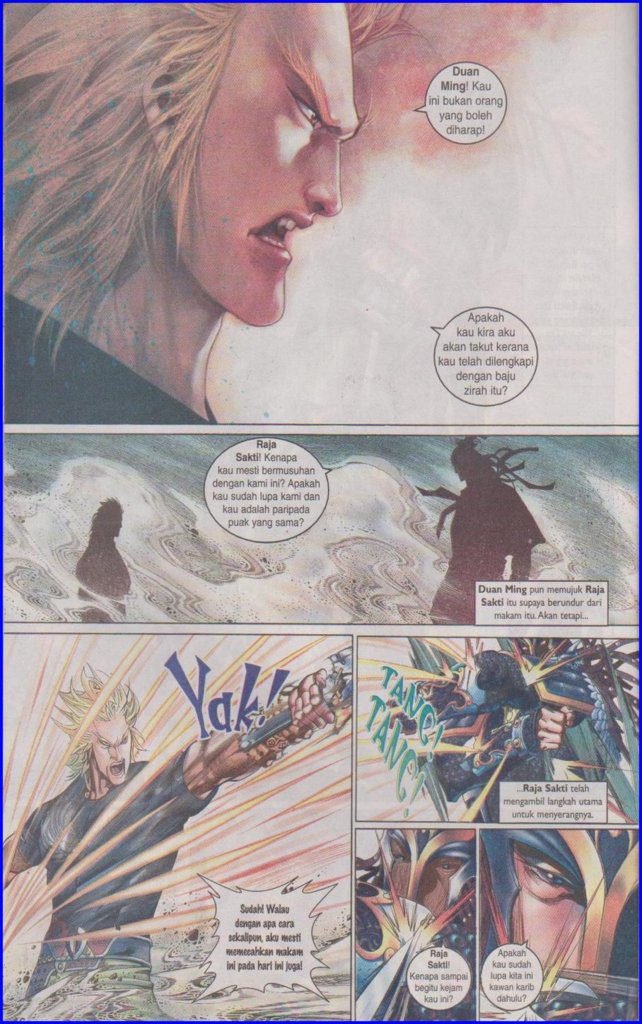 Duan
Ming! Kau
ini bukan orang
yang boleh
diharap!
Apakah
kau kira aku
akan takut kerana
kau telah dilengkapi
dengan baju
zirah itu?
Raja
Sakti! Kenapa
kau mesti bermusuhan
dengan kami ini? Apakah
kau sudah lupa kami dan
kau adalah daripada
puak yang sama?
Duan Ming pun memujuk Raja
Sakti itu supaya berundur dari
makam itu. Akan tetapi...
Yak!
TANG!
TANG!
...Raja Sakti telah
mengambil langkah utama
untuk menyerangnya.
Sudah! Walau
dengan apa cara
sekalipun, aku mesti
memecahkan makam
ini pada hari ini juga!
Raja
Sakti!
Kenapa sampai
begitu kejam
kau ini?
Apakah
kau sudah
lupa kita ini
kawan karib
dahulu?